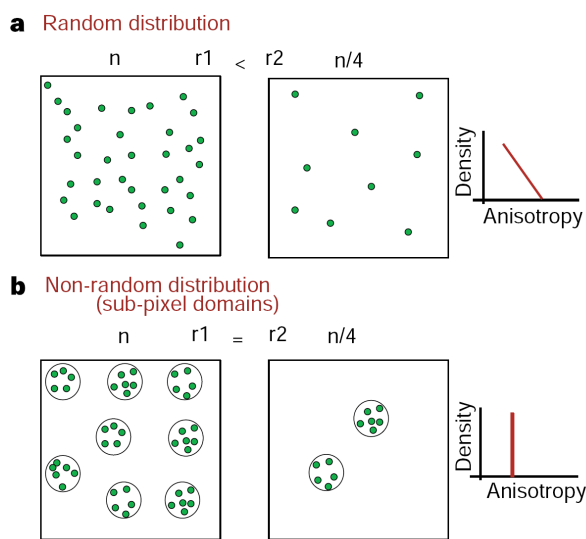 a Random distribution
n r1 < r2 n/4
Density
Anisotropy
b Non-random distribution
(sub-pixel domains)
n r1 = r2 n/4
Density
Anisotropy